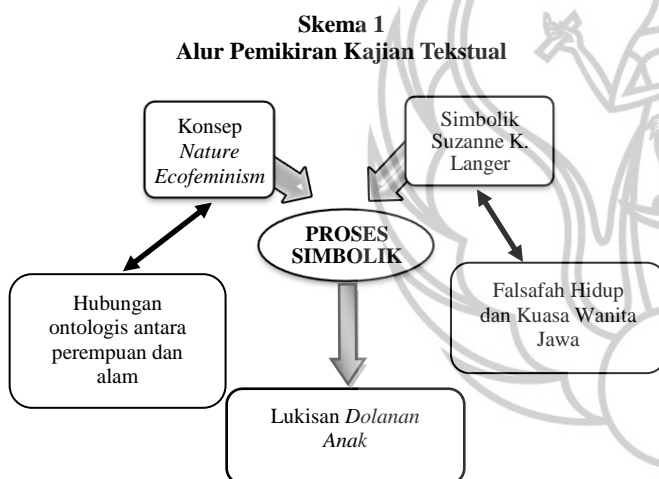 Skema 1
Alur Pemikiran Kajian Tekstual
Konsep
Nature
Ecofeminism
Simbolik
Suzanne K.
Langer
PROSES
SIMBOLIK
Hubungan
ontologis antara
perempuan dan
alam
Falsafah Hidup
dan Kuasa Wanita
Jawa
Lukisan Dolanan
Anak